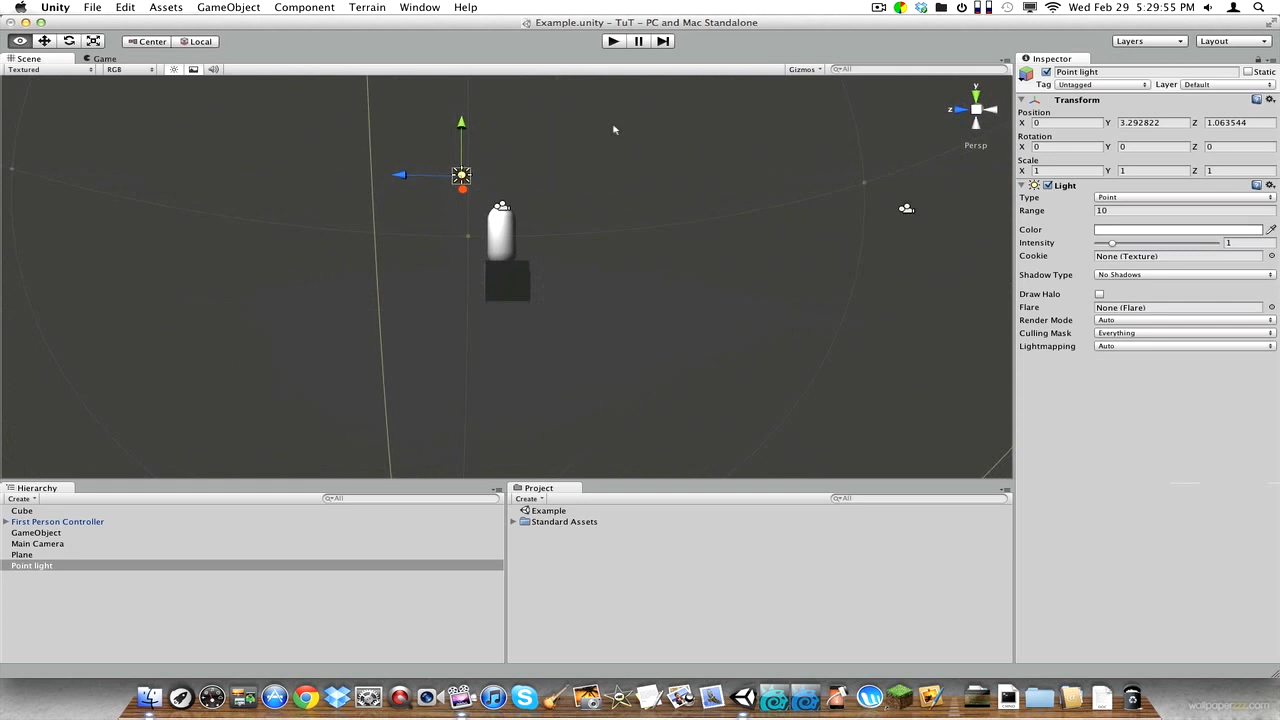 Unity File Edit Assets GameObject Component Terrain Window Help Wed Feb 29 5:29:55 PM
Example.unity - TuT - PC and Mac Standalone
Center Local Layers Layout
Scene Game Inspector
Textured RGB Gizmos All
Point light Static
Tag Untagged Layer Default
Transform
Position
X 0 Y 3.292822 Z 1.063544
Rotation
X 0 Y 0 Z 0
Scale
X 1 Y 1 Z 1
y
z
Persp
Light
Type Point
Range 10
Color
Intensity 1
Cookie None (Texture)
Shadow Type No Shadows
Draw Halo
Flare None (Flare)
Render Mode Auto
Culling Mask Everything
Lightmapping Auto
Hierarchy
Create All
Cube
First Person Controller
GameObject
Main Camera
Plane
Point light
Project
Create All
Example
Standard Assets
wallpaperzzz.com